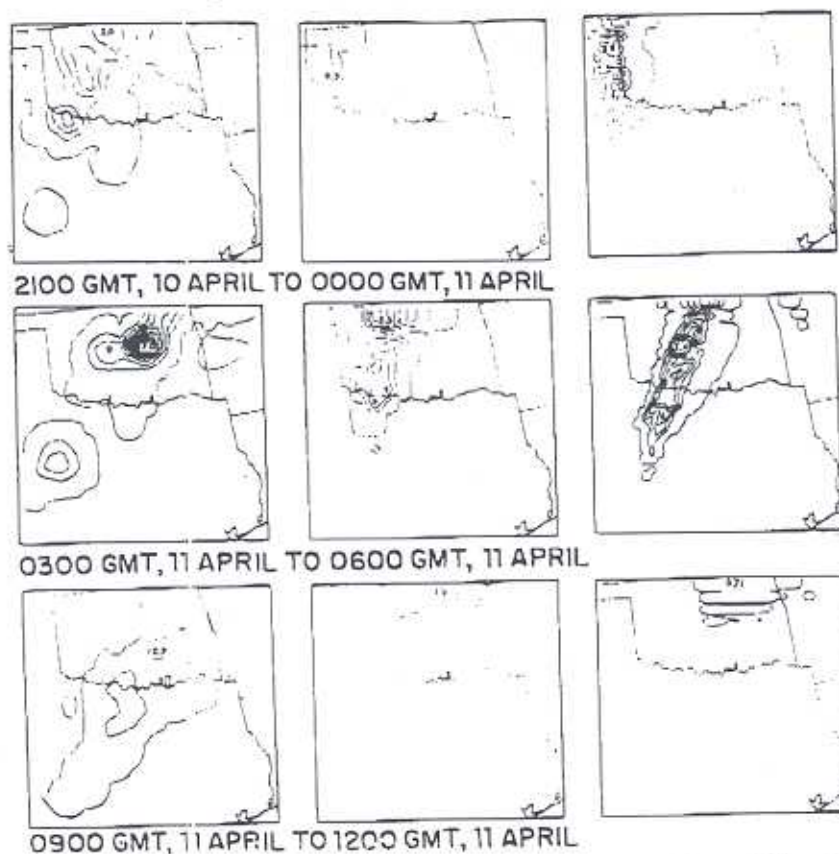 2100 GMT, 10 APRIL TO 0000 GMT, 11 APRIL
0300 GMT, 11 APRIL TO 0600 GMT, 11 APRIL
0900 GMT, 11 APRIL TO 1200 GMT, 11 APRIL